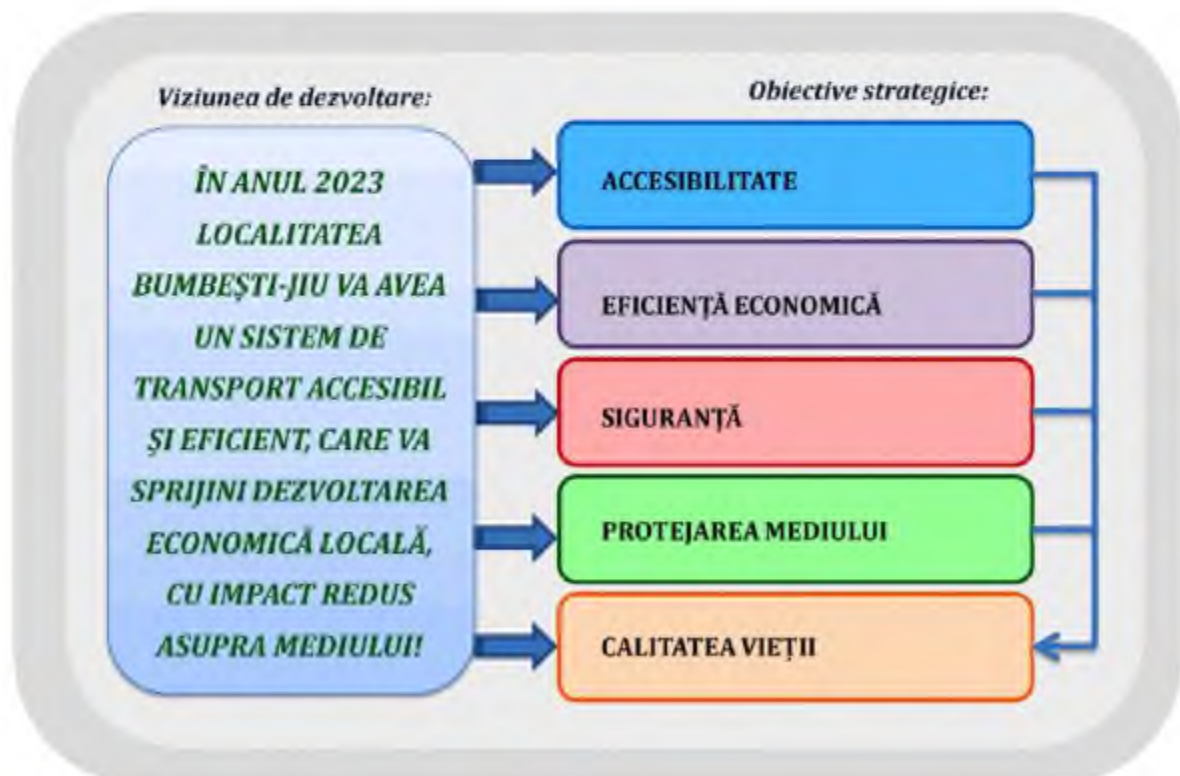 Viziunea de dezvoltare:
Obiective strategice:
ÎN ANUL 2023
LOCALITATEA
BUMBEȘTI-JIU VA AVEA
UN SISTEM DE
TRANSPORT ACCESIBIL
ȘI EFICIENT, CARE VA
SPRIJINI DEZVOLTAREA
ECONOMICĂ LOCALĂ,
CU IMPACT REDUS
ASUPRA MEDIULUI!
ACCESIBILITATE
EFICIENȚĂ ECONOMICĂ
SIGURANȚĂ
PROTEJAREA MEDIULUI
CALITATEA VIEȚII